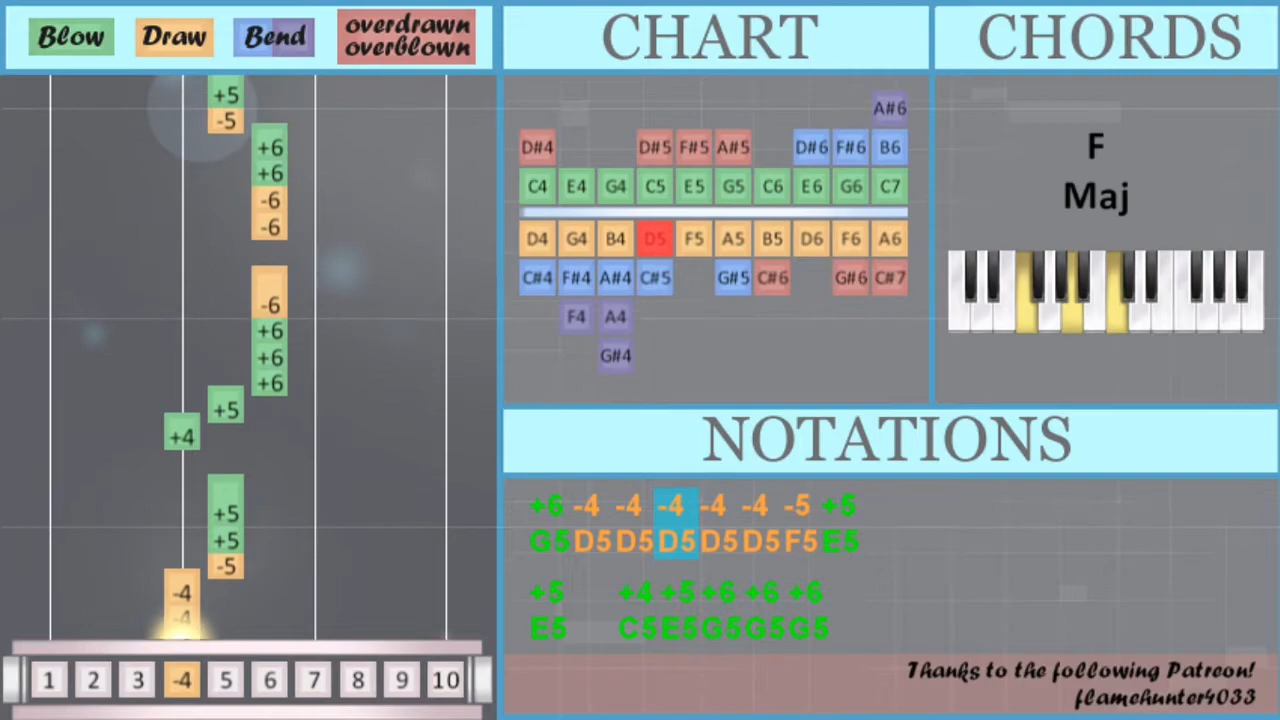 Blow Draw Bend overdrawn
overblown
+5
-5
+6
+6
-6
-6
-6
+6
+6
+6
+5
+4
+5
+5
-5
-4
-4
1 2 3 -4 5 6 7 8 9 10
CHART
A#6
D#4 D#5 F#5 A#5 D#6 F#6 B6
C4 E4 G4 C5 E5 G5 C6 E6 G6 C7
D4 G4 B4 D5 F5 A5 B5 D6 F6 A6
C#4 F#4 A#4 C#5 G#5 C#6 G#6 C#7
F4 A4
G#4
CHORDS
F
Maj
NOTATIONS
+6 -4 -4 -4 -4 -4 -5 +5
G5 D5 D5 D5 D5 D5 F5 E5
+5 +4 +5 +6 +6 +6
E5 C5 E5 G5 G5 G5
Thanks to the following Patreon!
flamehunter4033